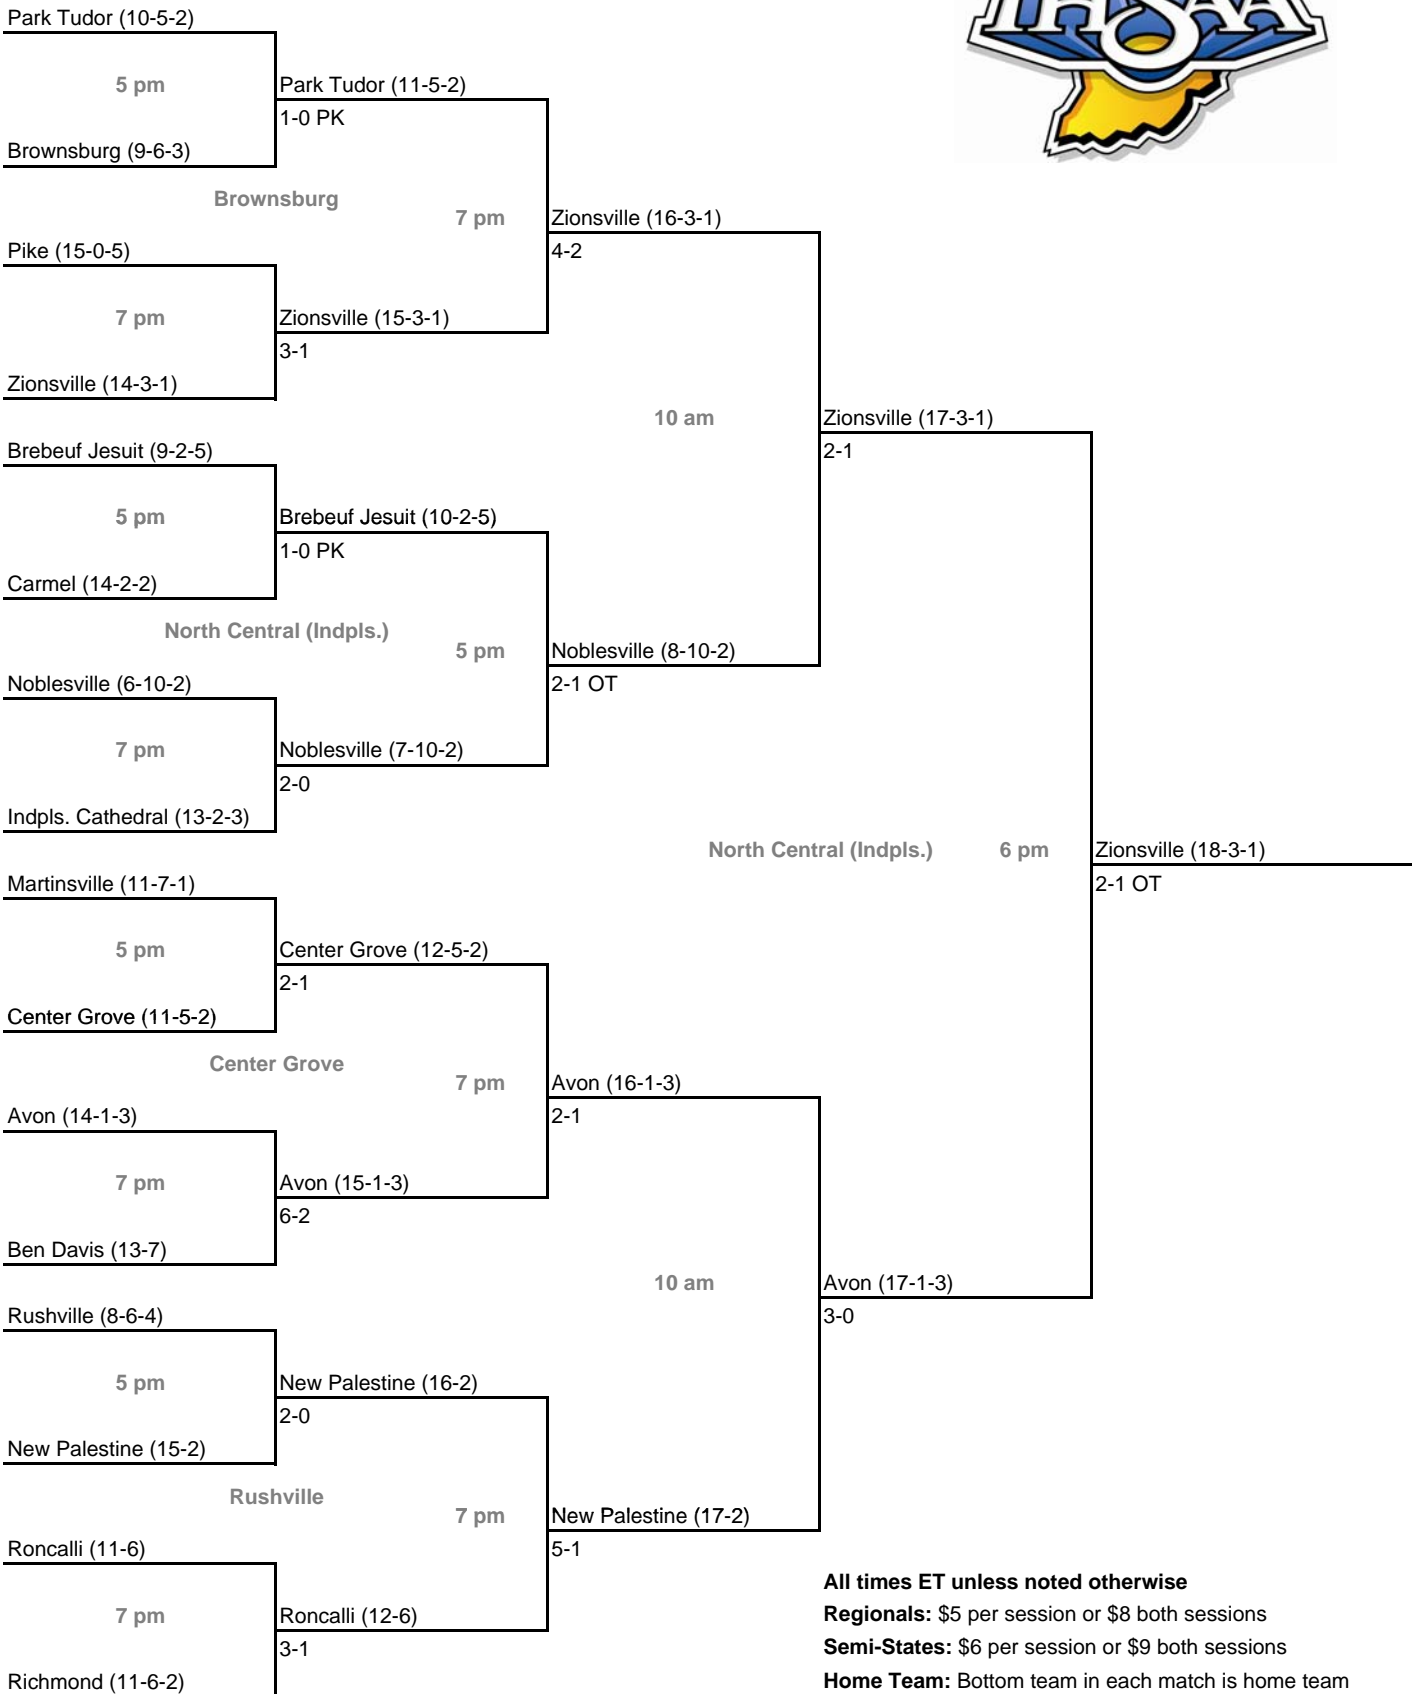 IHSAA
Park Tudor (10-5-2)
5 pm
Park Tudor (11-5-2)
1-0 PK
Brownsburg (9-6-3)
Brownsburg
7 pm
Zionsville (16-3-1)
4-2
Pike (15-0-5)
7 pm
Zionsville (15-3-1)
3-1
Zionsville (14-3-1)
10 am
Zionsville (17-3-1)
2-1
Brebeuf Jesuit (9-2-5)
5 pm
Brebeuf Jesuit (10-2-5)
1-0 PK
Carmel (14-2-2)
North Central (Indpls.)
5 pm
Noblesville (8-10-2)
2-1 OT
Noblesville (6-10-2)
7 pm
Noblesville (7-10-2)
2-0
Indpls. Cathedral (13-2-3)
North Central (Indpls.)
6 pm
Zionsville (18-3-1)
2-1 OT
Martinsville (11-7-1)
5 pm
Center Grove (12-5-2)
2-1
Center Grove (11-5-2)
Center Grove
7 pm
Avon (16-1-3)
2-1
Avon (14-1-3)
7 pm
Avon (15-1-3)
6-2
Ben Davis (13-7)
10 am
Avon (17-1-3)
3-0
Rushville (8-6-4)
5 pm
New Palestine (16-2)
2-0
New Palestine (15-2)
Rushville
7 pm
New Palestine (17-2)
5-1
Roncalli (11-6)
7 pm
Roncalli (12-6)
3-1
Richmond (11-6-2)
All times ET unless noted otherwise
Regionals: $5 per session or $8 both sessions
Semi-States: $6 per session or $9 both sessions
Home Team: Bottom team in each match is home team